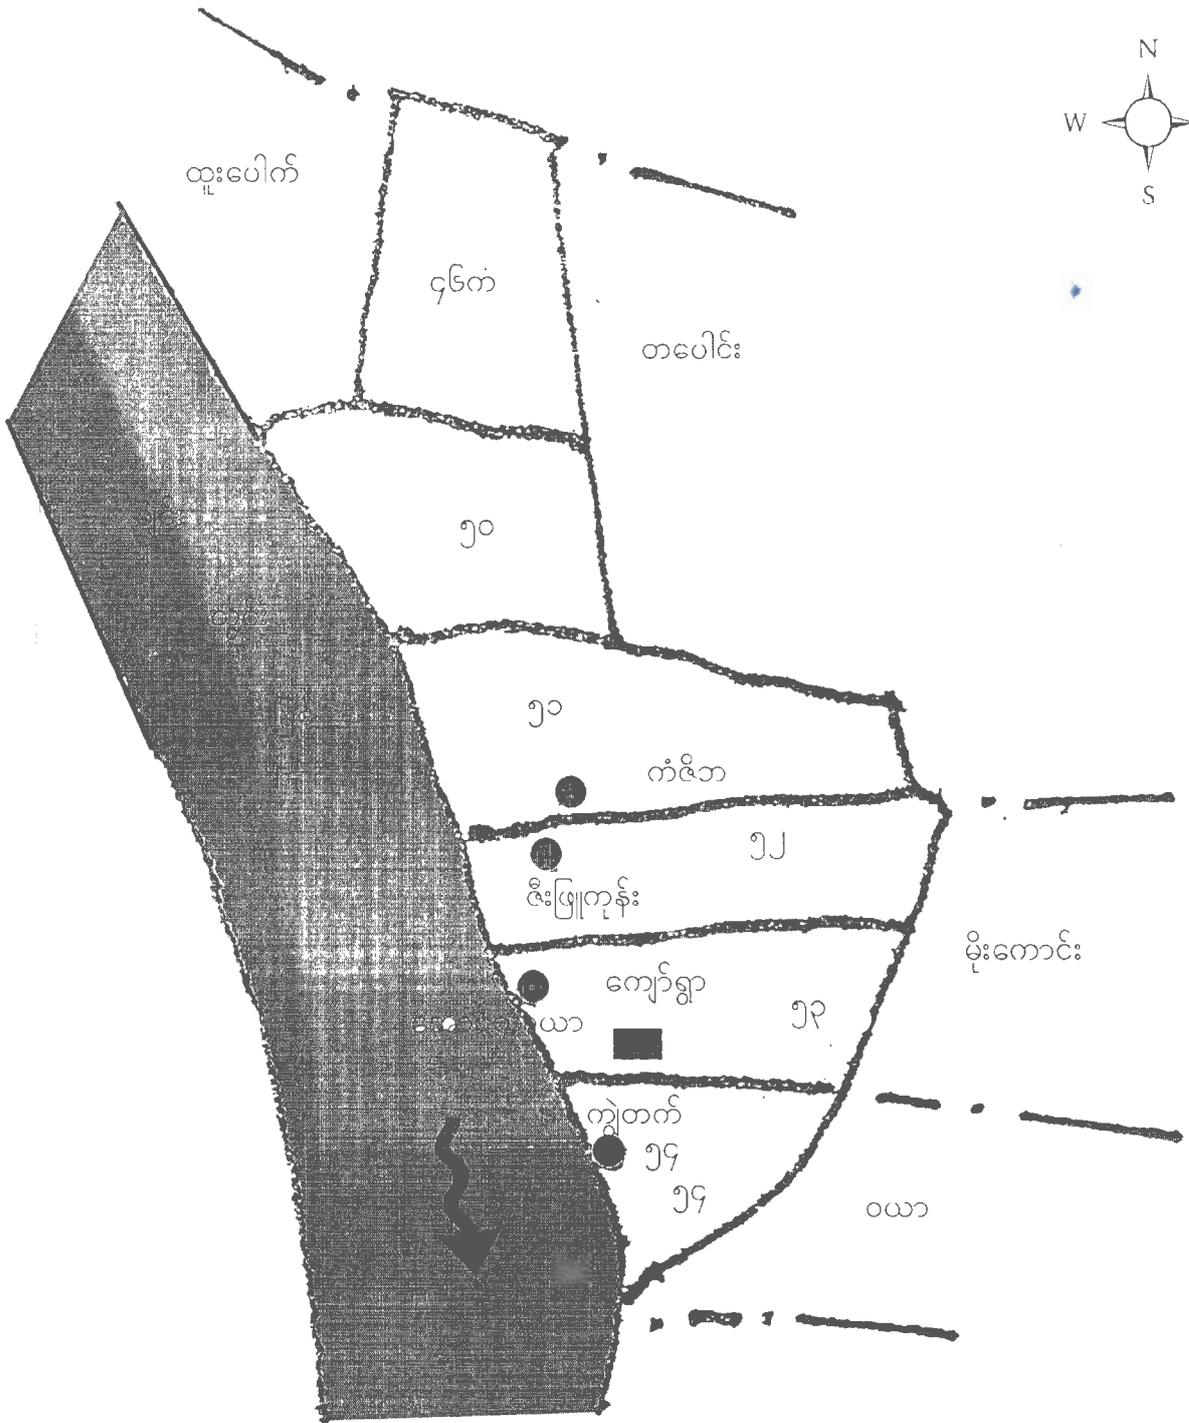 N
W
S
ထူးပေါက်
၄၆ကံ
တပေါင်း
၅၀
၅၁
ကံဇိဘ
၅၂
ဇီးဖြူကုန်း
မိုးကောင်း
ကျော်ရွာ
၅၃
ယာ
ကျွဲတက်
၅၄
၅၄
ဝယာ